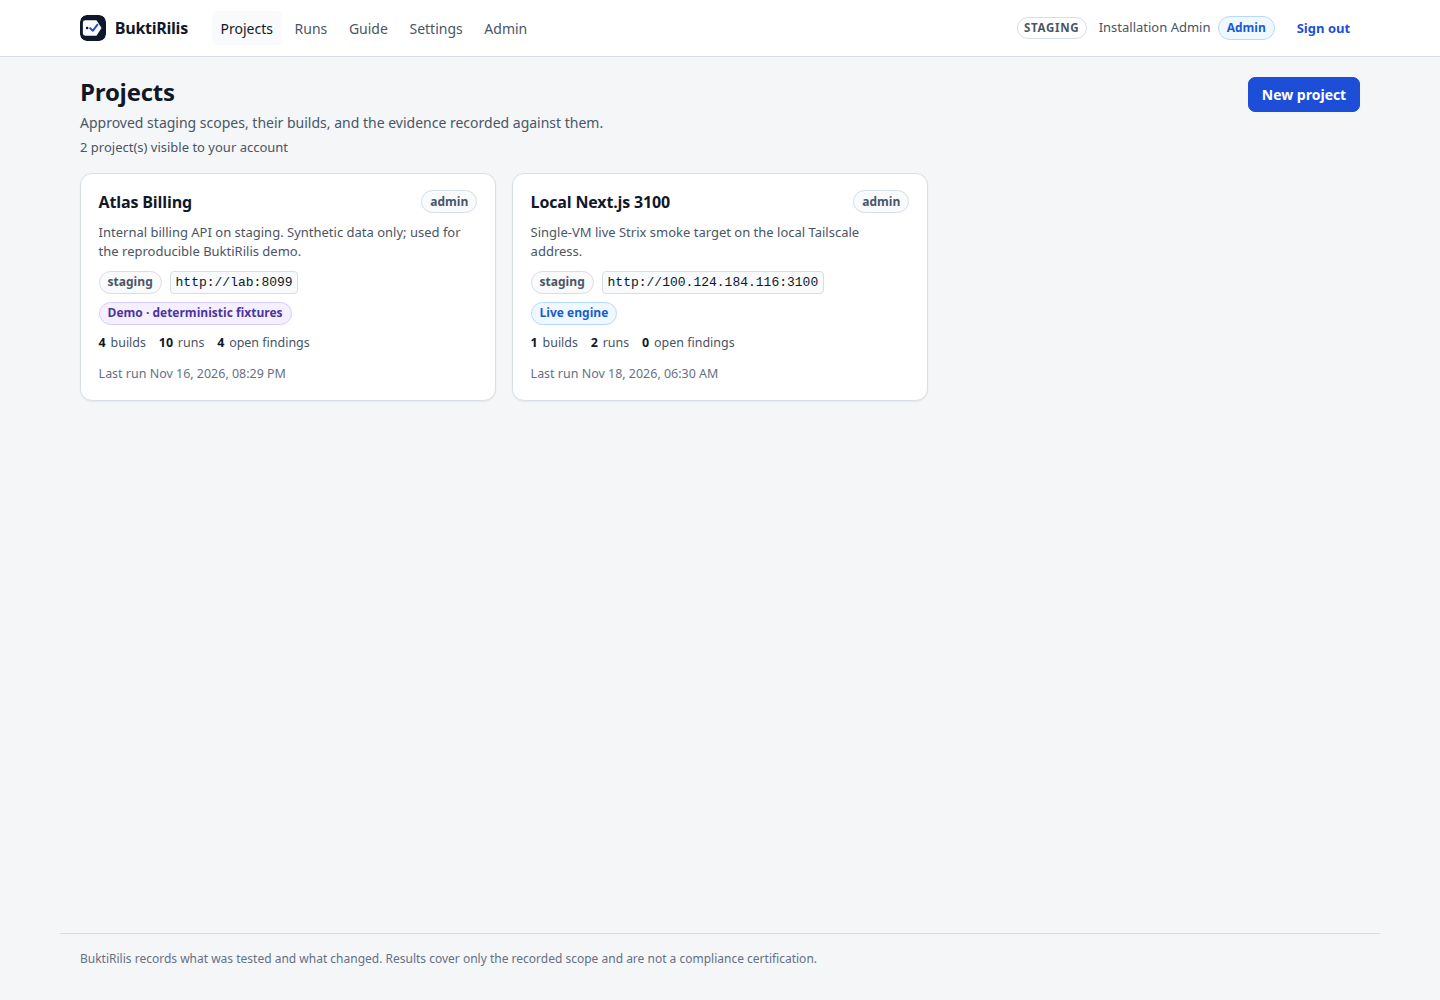 BuktiRilis Projects Runs Guide Settings Admin STAGING Installation Admin Admin Sign out
Projects
New project
Approved staging scopes, their builds, and the evidence recorded against them.
2 project(s) visible to your account
Atlas Billing admin
Internal billing API on staging. Synthetic data only; used for
the reproducible BuktiRilis demo.
staging http://lab:8099
Demo · deterministic fixtures
4 builds 10 runs 4 open findings
Last run Nov 16, 2026, 08:29 PM
Local Next.js 3100 admin
Single-VM live Strix smoke target on the local Tailscale
address.
staging http://100.124.184.116:3100
Live engine
1 builds 2 runs 0 open findings
Last run Nov 18, 2026, 06:30 AM
BuktiRilis records what was tested and what changed. Results cover only the recorded scope and are not a compliance certification.